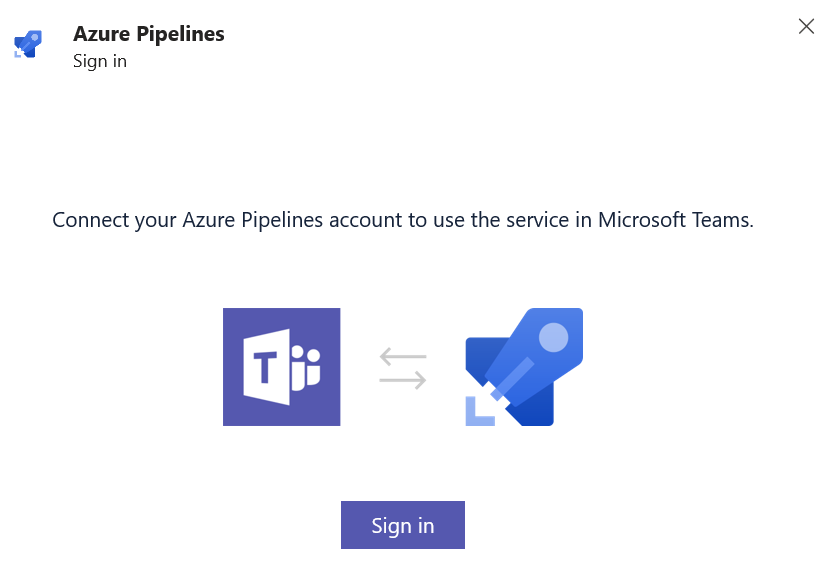 Azure Pipelines
Sign in
Connect your Azure Pipelines account to use the service in Microsoft Teams.
T
Sign in